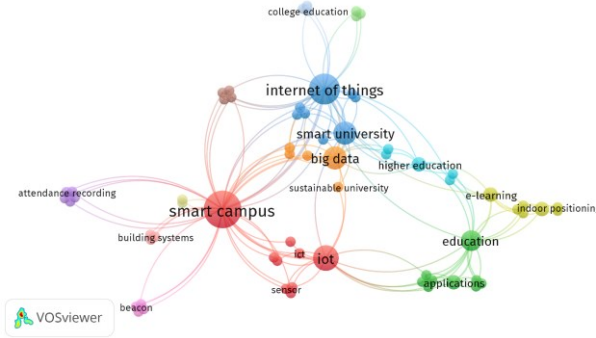 college education
internet of things
smart university
big data
higher education
sustainable university
attendance recording
e-learning
smart campus
indoor positionin
building systems
education
ict
iot
applications
sensor
beacon
VOSviewer